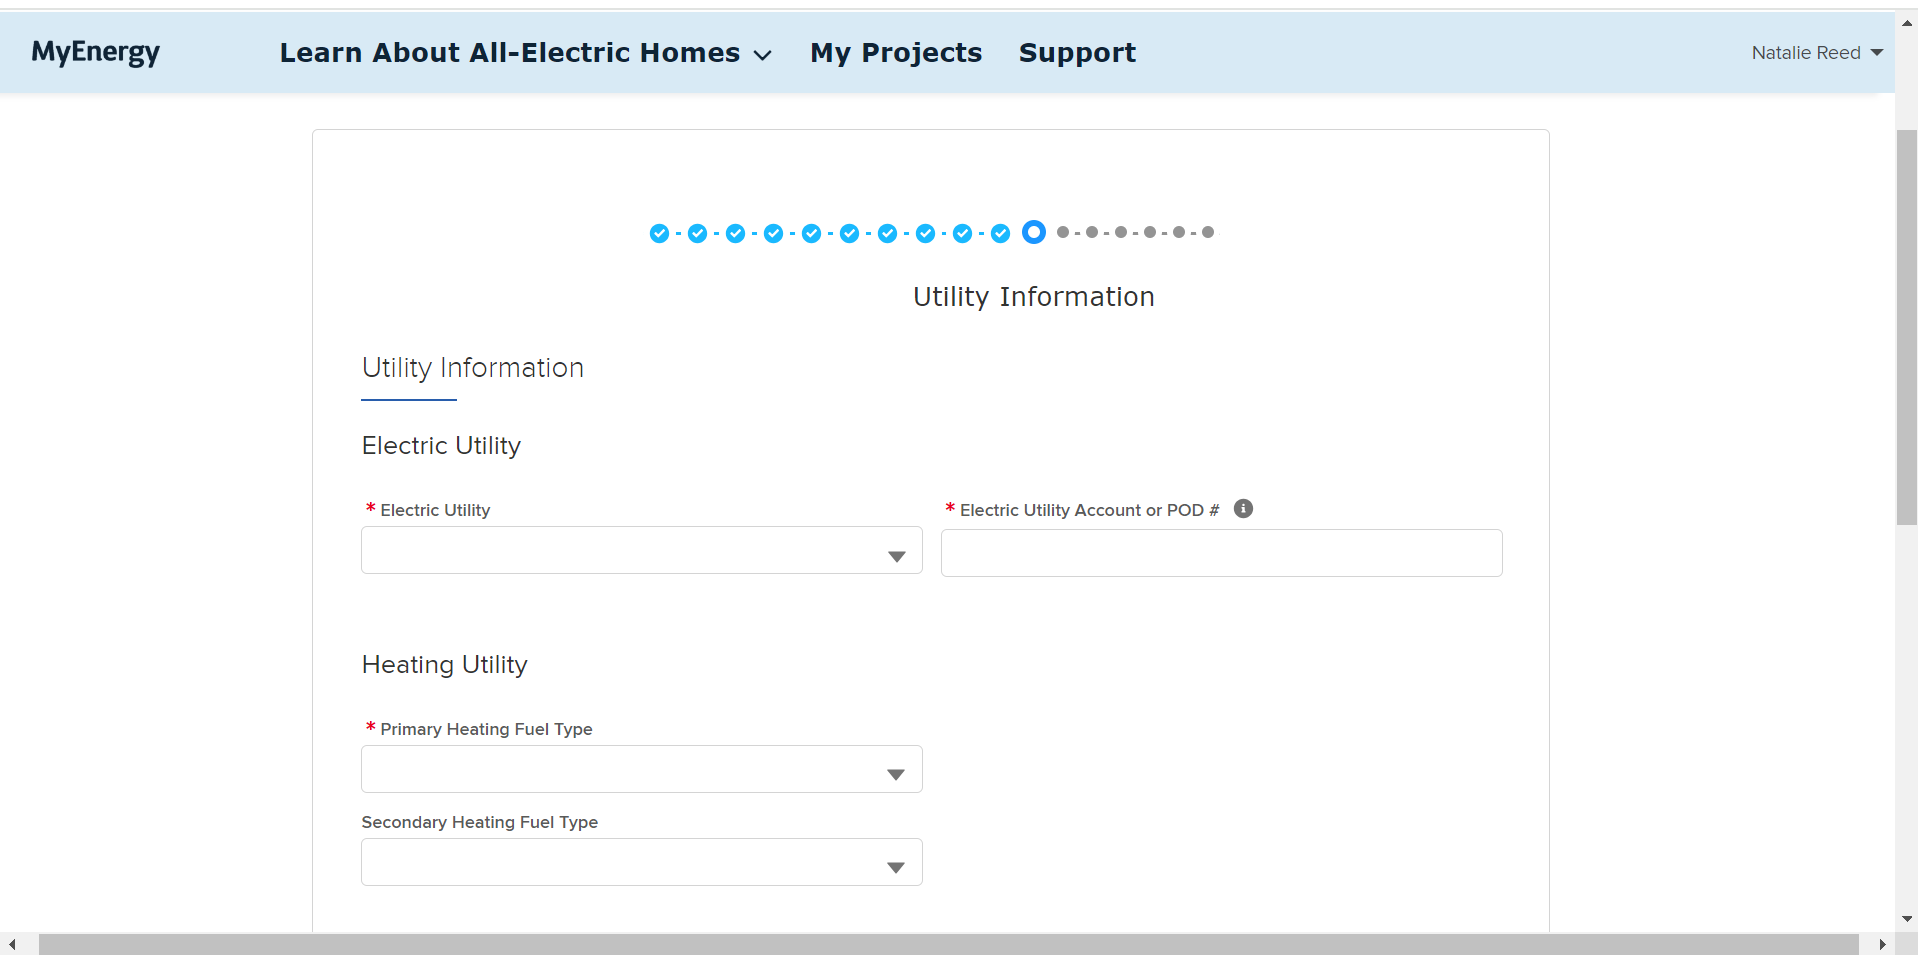 MyEnergy
Learn About All-Electric Homes
My Projects
Support
Natalie Reed
Utility Information
Utility Information
Electric Utility
* Electric Utility
* Electric Utility Account or POD #
Heating Utility
* Primary Heating Fuel Type
Secondary Heating Fuel Type